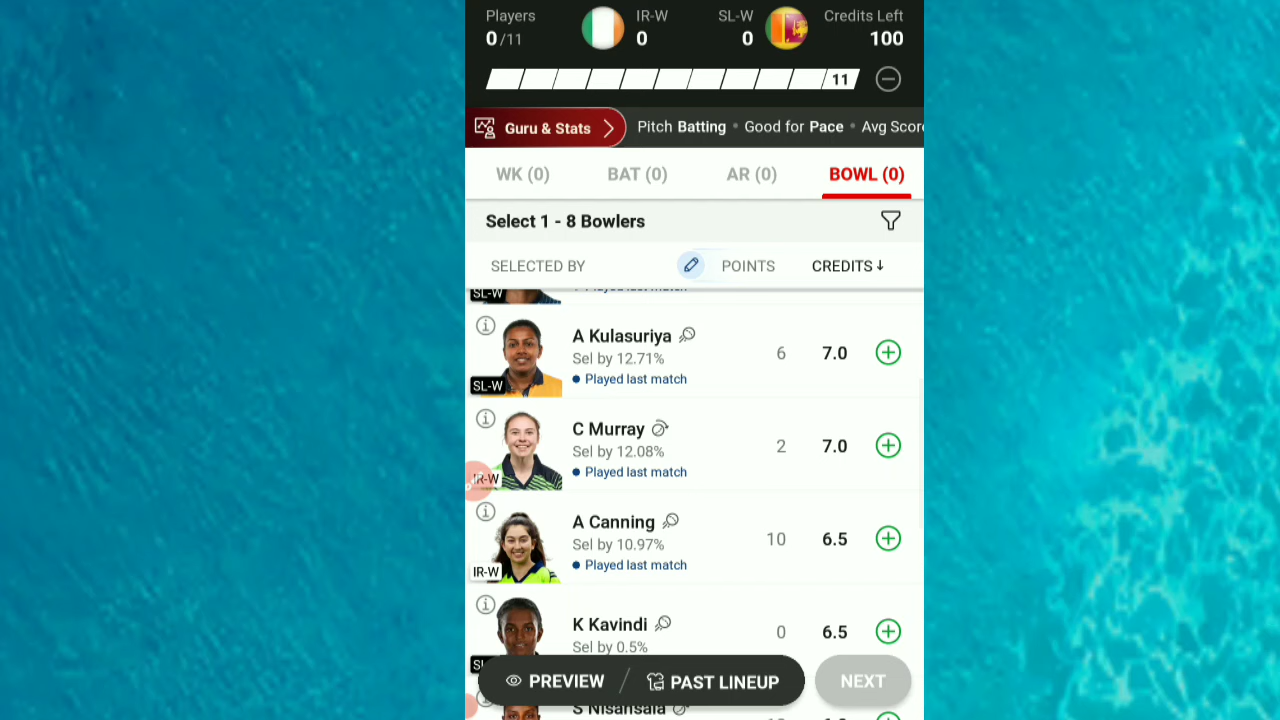 Players IR-W SL-W Credits Left
0/11 0 0 100
11
Guru & Stats Pitch Batting • Good for Pace • Avg Score
WK (0) BAT (0) AR (0) BOWL (0)
Select 1 - 8 Bowlers
SELECTED BY POINTS CREDITS↓
SL-W Played last match
A Kulasuriya
Sel by 12.71% 6 7.0
SL-W • Played last match
C Murray
Sel by 12.08% 2 7.0
IR-W • Played last match
A Canning
Sel by 10.97% 10 6.5
IR-W • Played last match
K Kavindi
Sel by 0.5% 0 6.5
PREVIEW / PAST LINEUP NEXT
S Nisansala